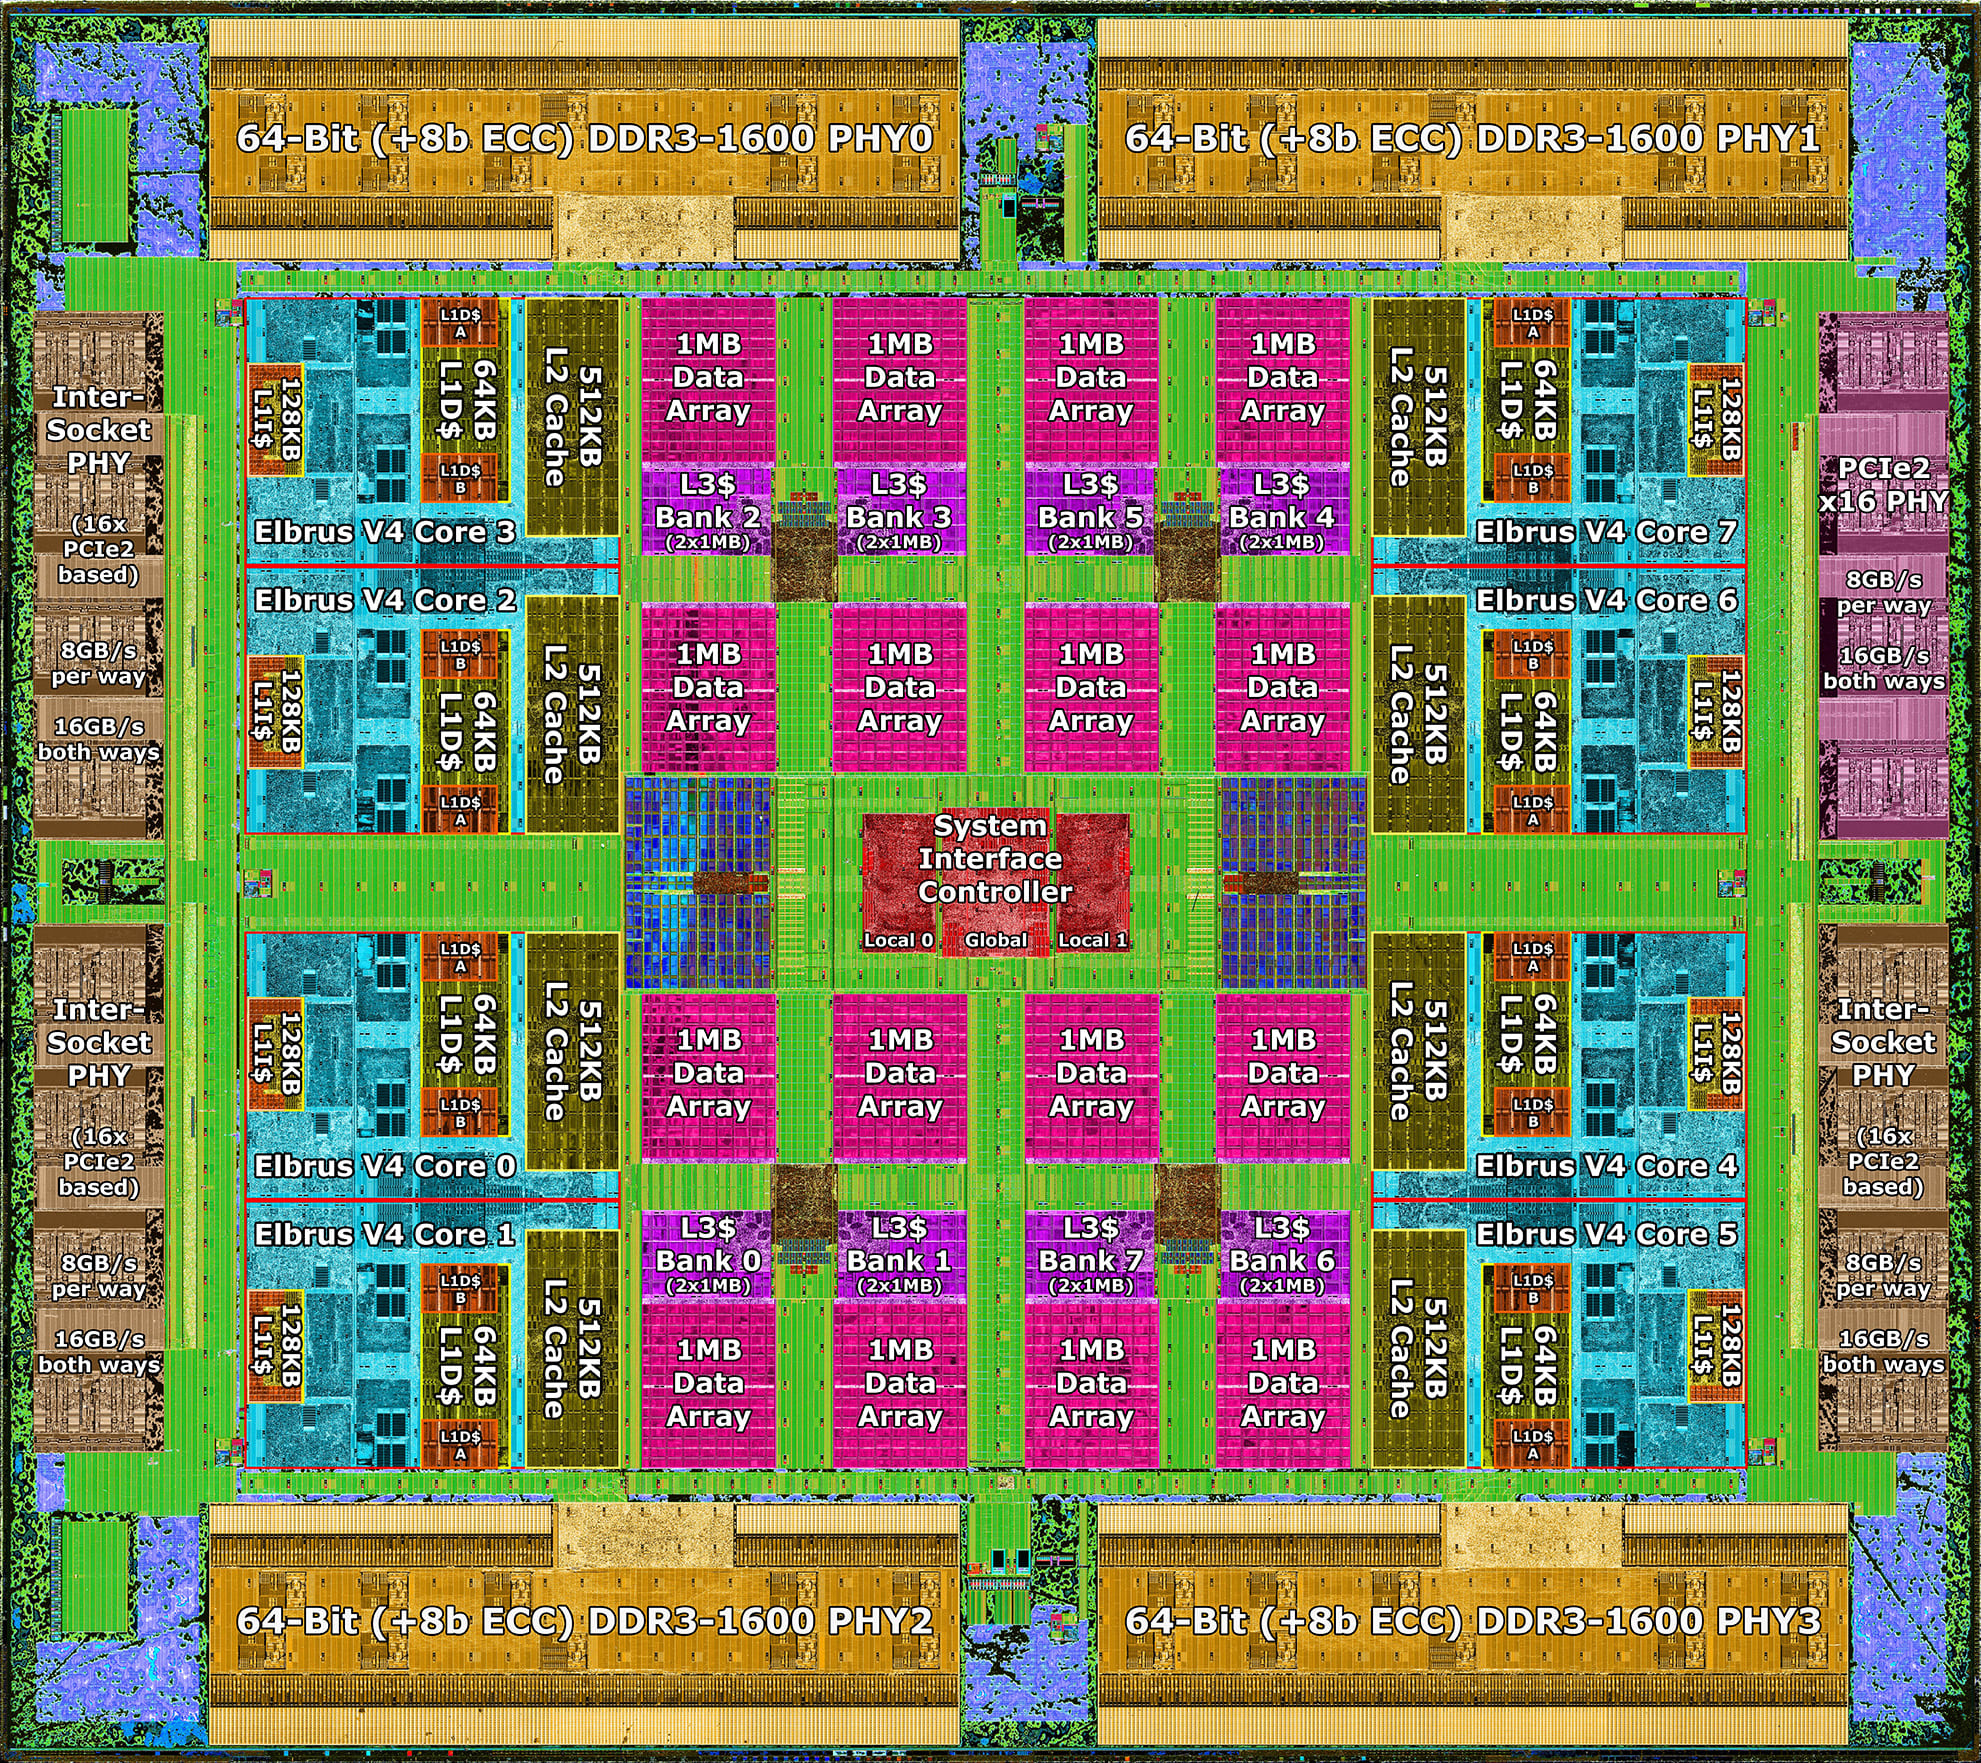 64-Bit (+8b ECC) DDR3-1600 PHY0
64-Bit (+8b ECC) DDR3-1600 PHY1
Inter-
Socket
PHY
(16x
PCIe2
based)
8GB/s
per way
16GB/s
both ways
L1D$
A
64KB
L1D$
L1D$
B
128KB
L1I$
512KB
L2 Cache
Elbrus V4 Core 3
Elbrus V4 Core 2
128KB
L1I$
L1D$
B
64KB
L1D$
L1D$
A
512KB
L2 Cache
1MB
Data
Array
1MB
Data
Array
1MB
Data
Array
1MB
Data
Array
L3$
Bank 2
(2x1MB)
L3$
Bank 3
(2x1MB)
L3$
Bank 5
(2x1MB)
L3$
Bank 4
(2x1MB)
1MB
Data
Array
1MB
Data
Array
1MB
Data
Array
1MB
Data
Array
512KB
L2 Cache
L1D$
A
64KB
L1D$
L1D$
B
128KB
L1I$
Elbrus V4 Core 7
Elbrus V4 Core 6
512KB
L2 Cache
L1D$
B
64KB
L1D$
L1D$
A
128KB
L1I$
PCIe2
x16 PHY
8GB/s
per way
16GB/s
both ways
System
Interface
Controller
Local 0
Global
Local 1
Inter-
Socket
PHY
(16x
PCIe2
based)
8GB/s
per way
16GB/s
both ways
L1D$
A
64KB
L1D$
L1D$
B
128KB
L1I$
512KB
L2 Cache
Elbrus V4 Core 0
Elbrus V4 Core 1
128KB
L1I$
L1D$
B
64KB
L1D$
L1D$
A
512KB
L2 Cache
1MB
Data
Array
1MB
Data
Array
1MB
Data
Array
1MB
Data
Array
L3$
Bank 0
(2x1MB)
L3$
Bank 1
(2x1MB)
L3$
Bank 7
(2x1MB)
L3$
Bank 6
(2x1MB)
1MB
Data
Array
1MB
Data
Array
1MB
Data
Array
1MB
Data
Array
512KB
L2 Cache
L1D$
A
64KB
L1D$
L1D$
B
128KB
L1I$
Elbrus V4 Core 4
Elbrus V4 Core 5
512KB
L2 Cache
L1D$
B
64KB
L1D$
L1D$
A
128KB
L1I$
Inter-
Socket
PHY
(16x
PCIe2
based)
8GB/s
per way
16GB/s
both ways
64-Bit (+8b ECC) DDR3-1600 PHY2
64-Bit (+8b ECC) DDR3-1600 PHY3